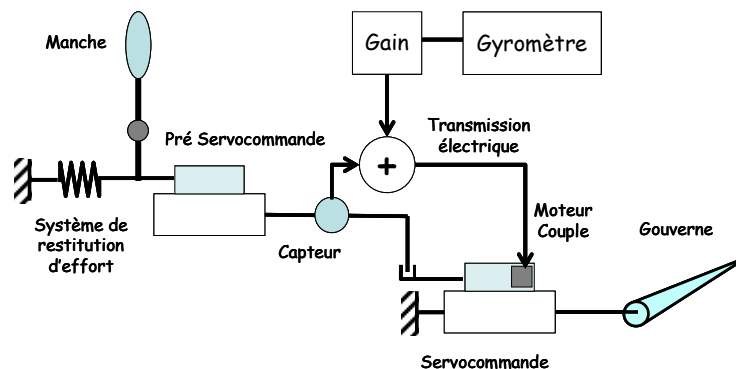 Manche
Gain
Gyromètre
Pré Servocommande
Transmission
électrique
+
Système de
restitution
d'effort
Capteur
Moteur
Couple
Gouverne
Servocommande